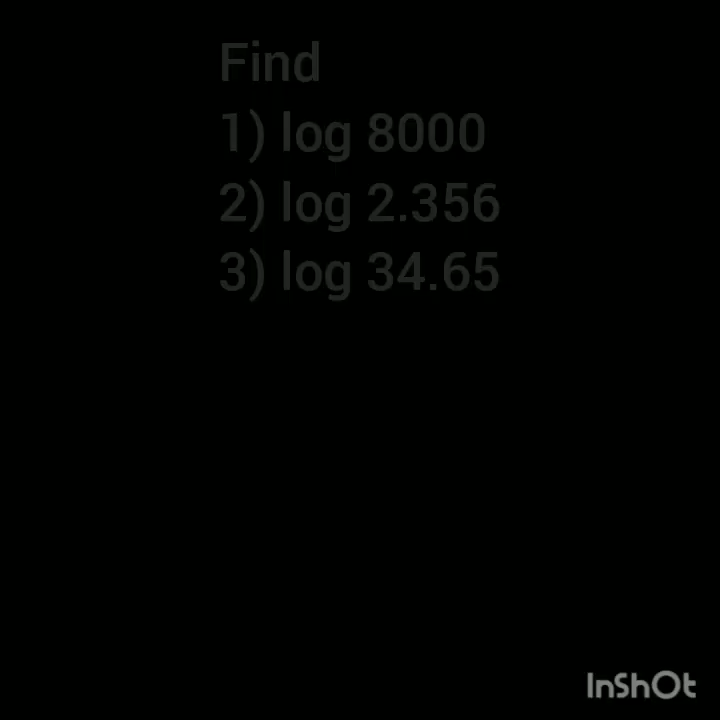 Find
1) log 8000
2) log 2.356
3) log 34.65
InShOt